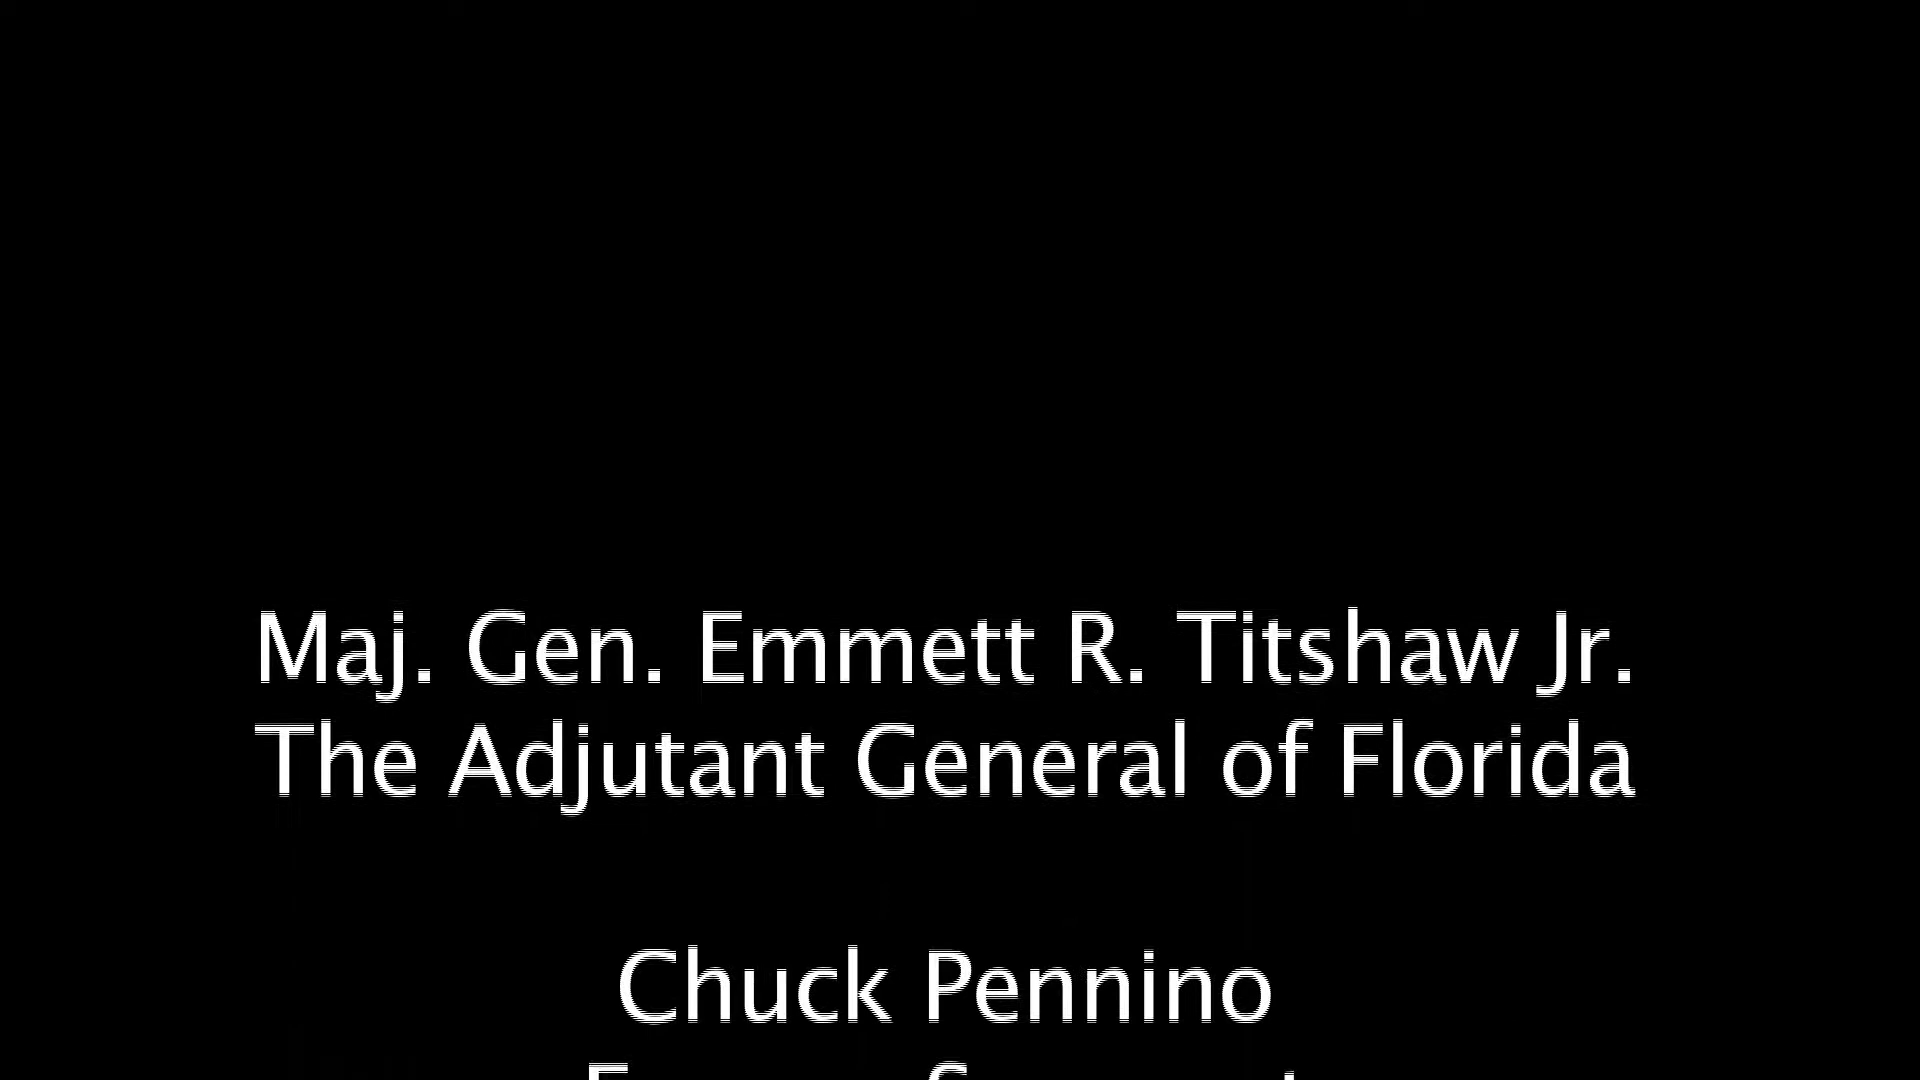 Maj. Gen. Emmett R. Titshaw Jr.
The Adjutant General of Florida
Chuck Pennino